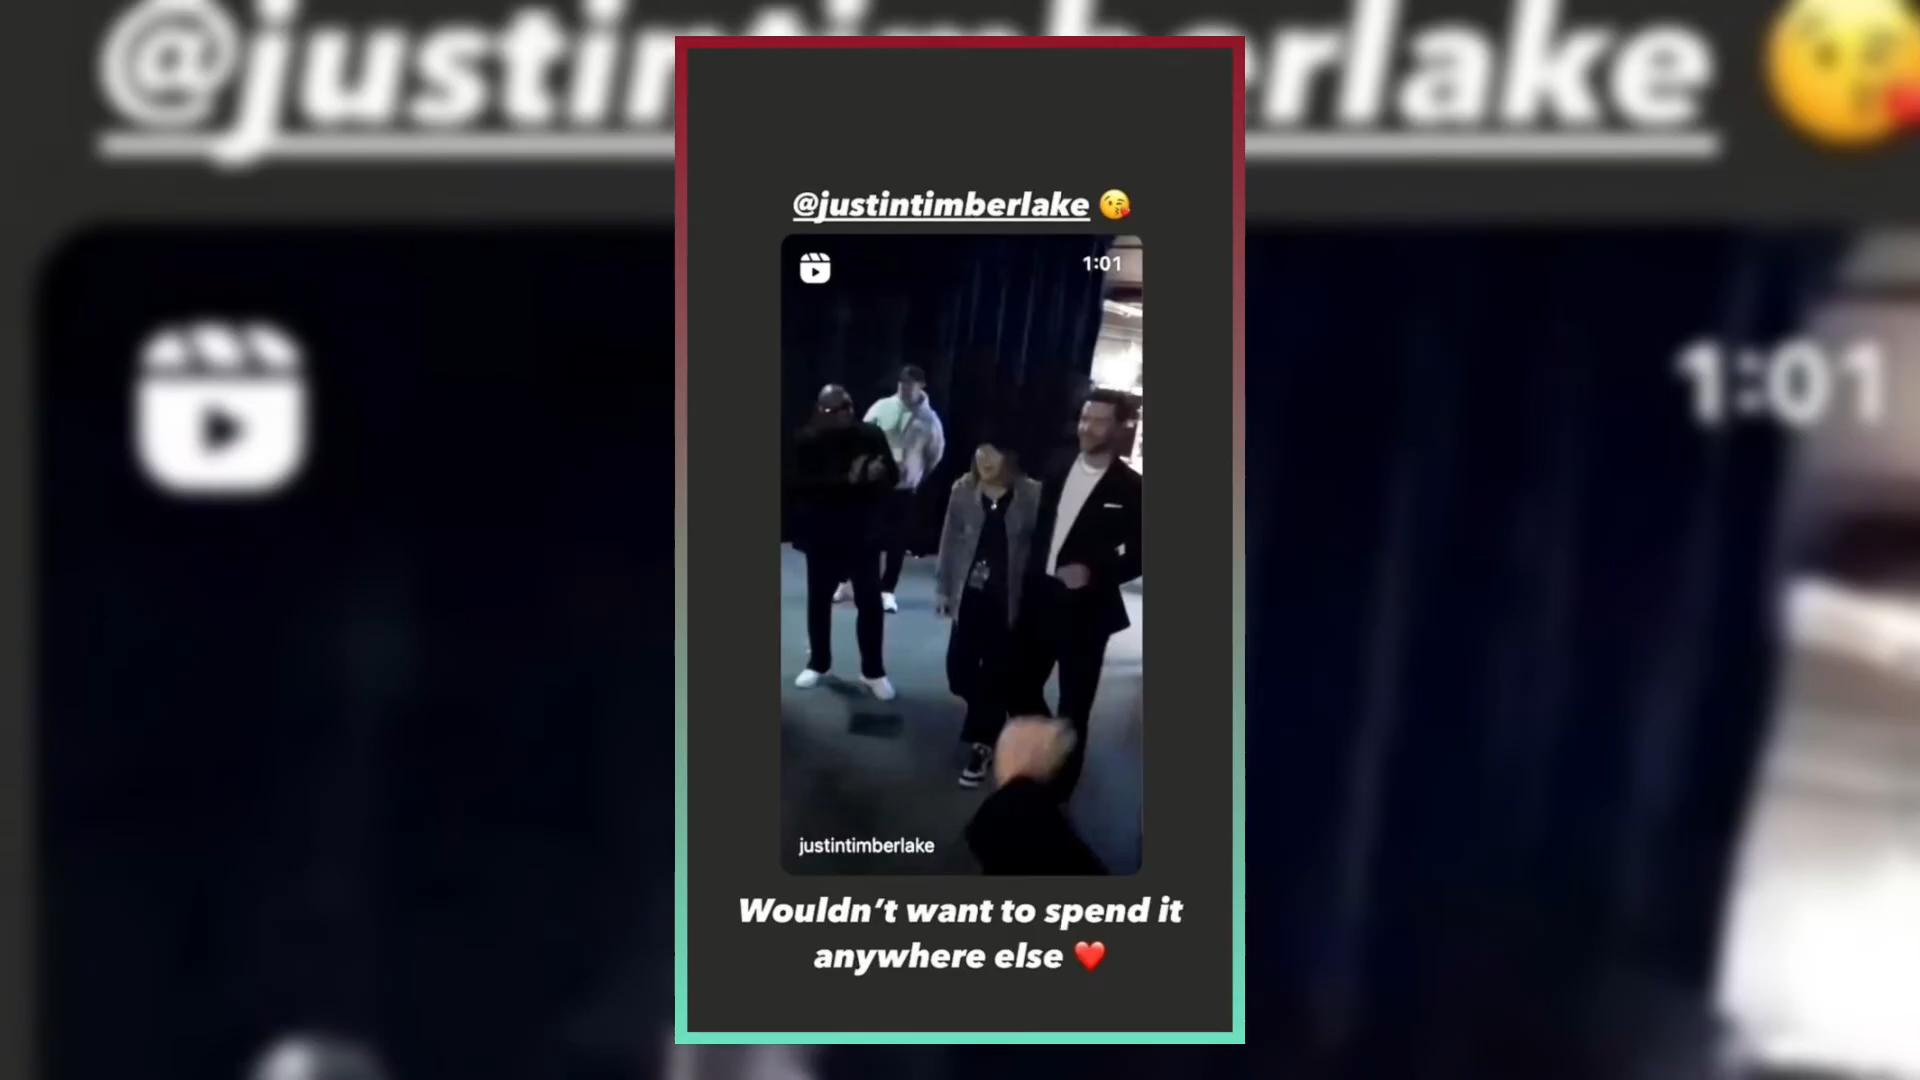 @justintimberlake 😘
1:01
justintimberlake
Wouldn't want to spend it
anywhere else ❤️